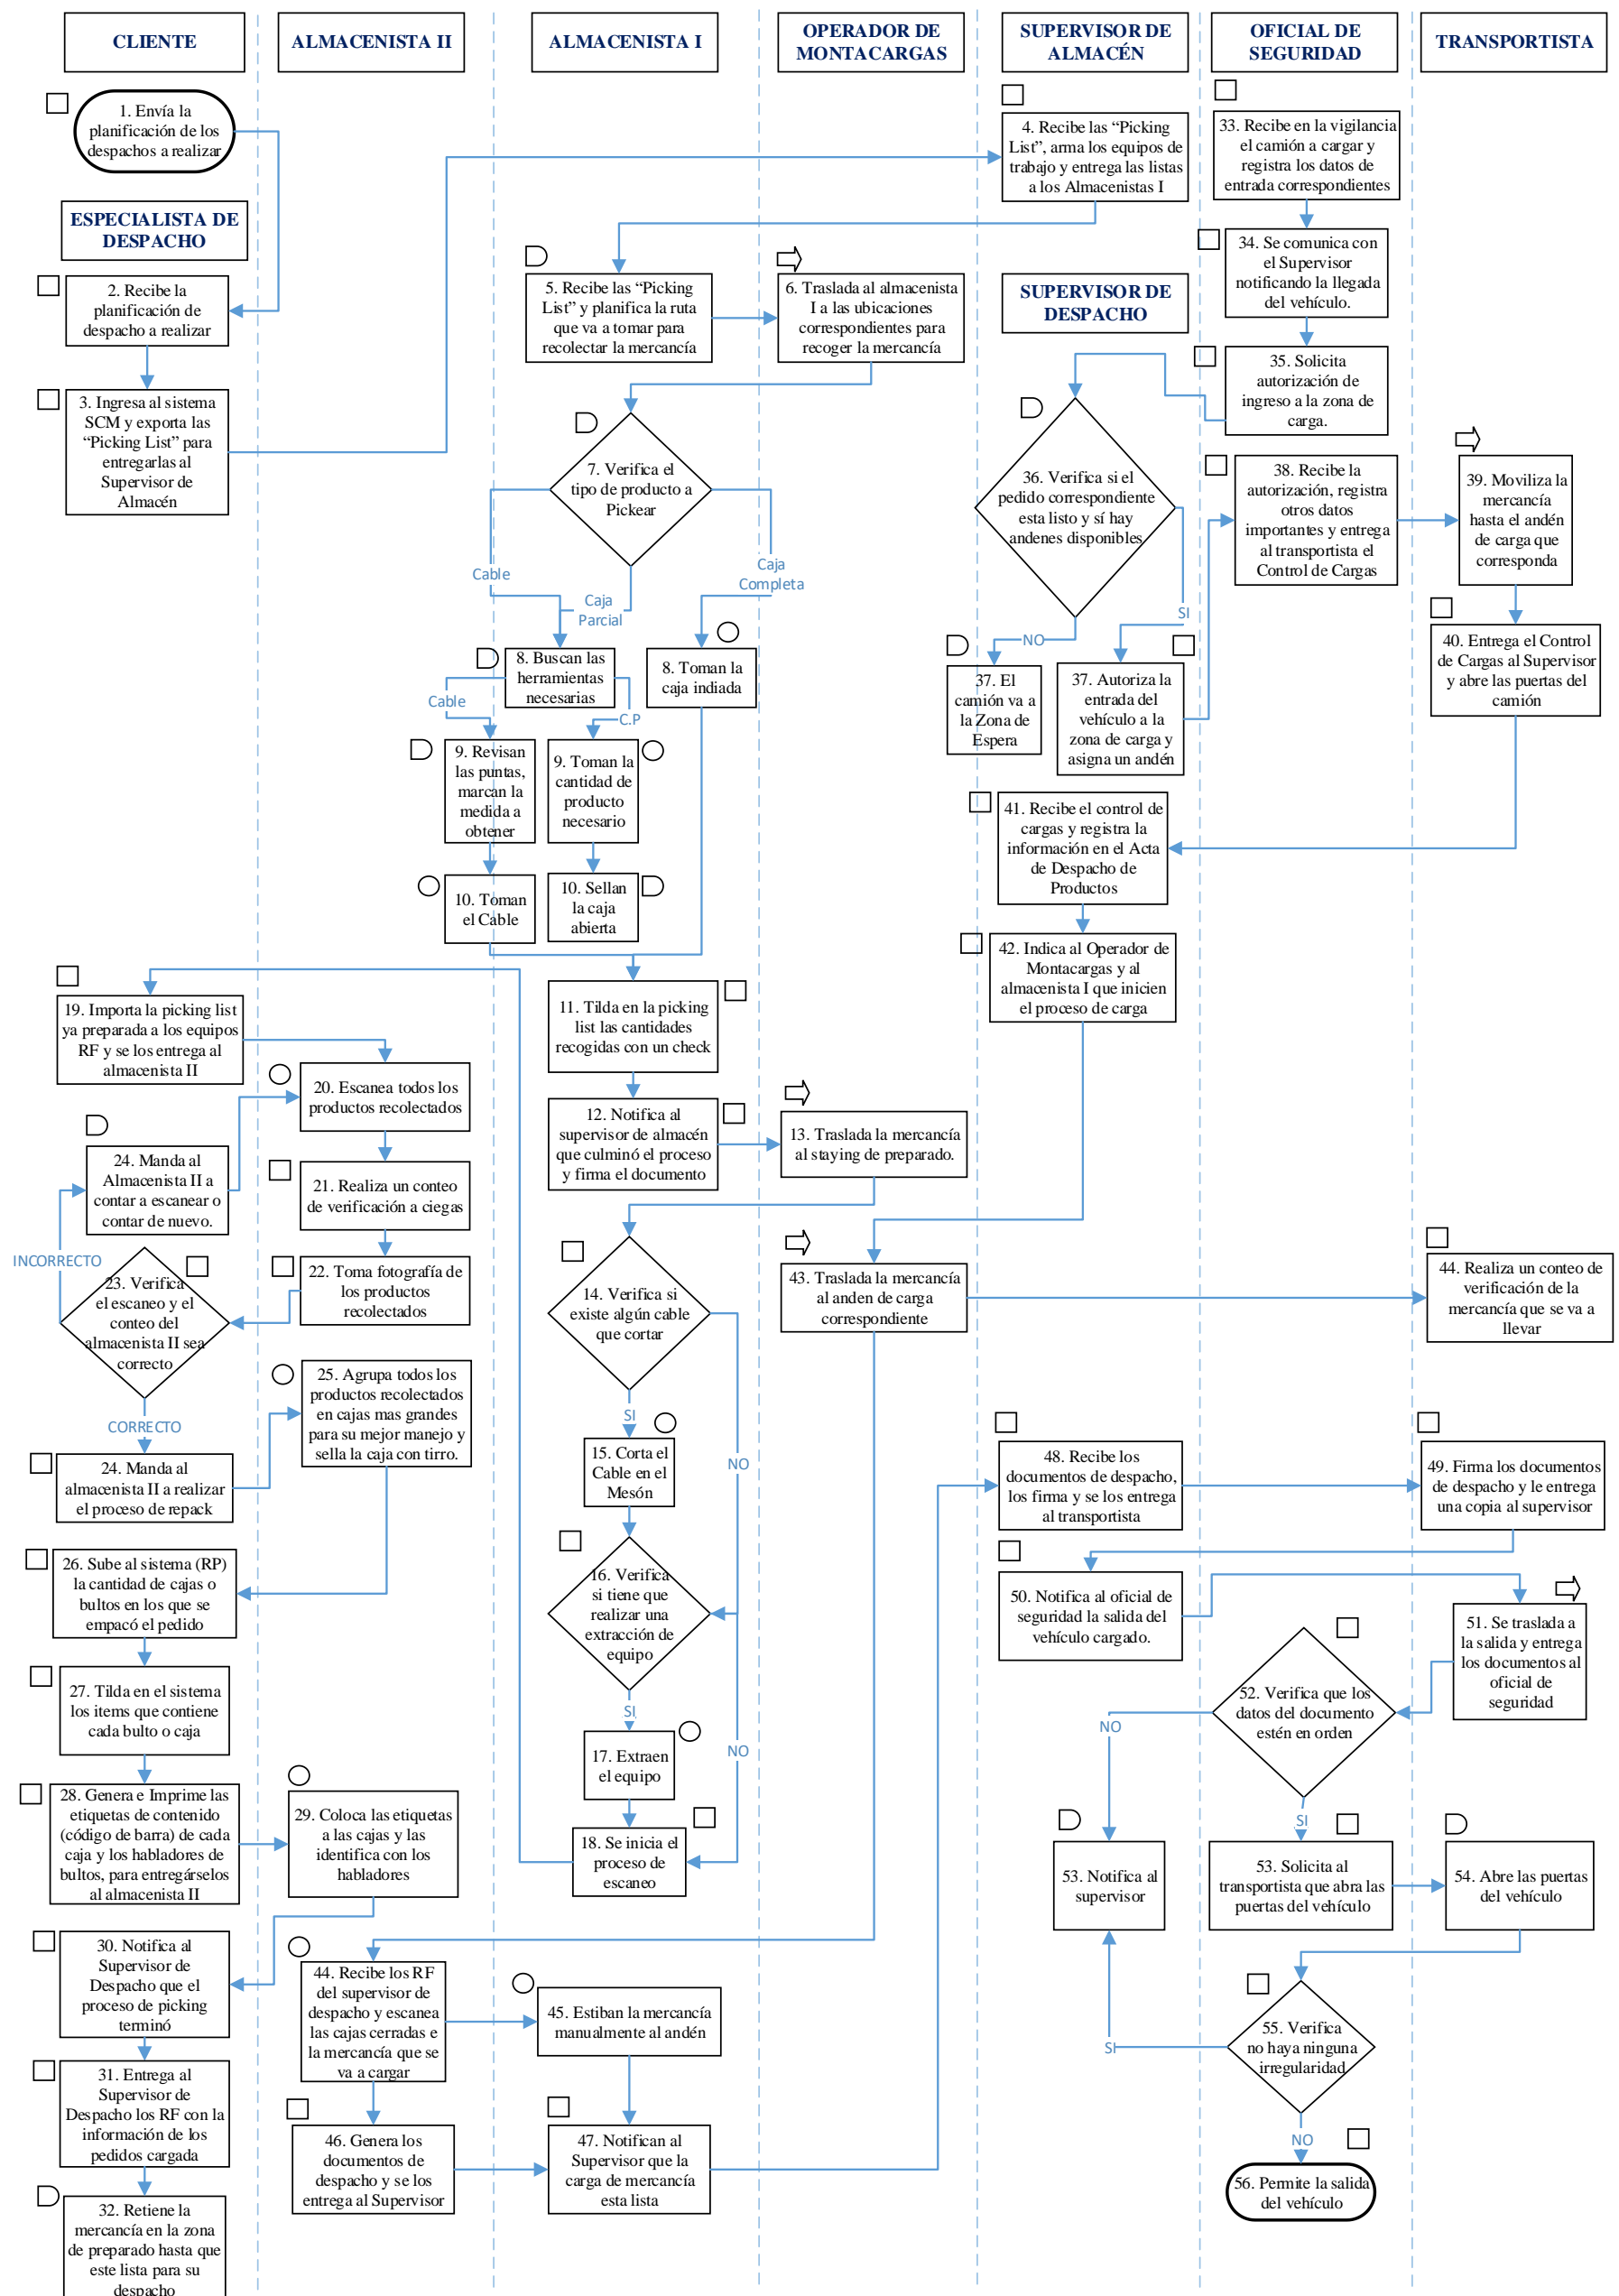 CLIENTE
ALMACENISTA II
ALMACENISTA I
OPERADOR DE
MONTACARGAS
SUPERVISOR DE
ALMACÉN
OFICIAL DE
SEGURIDAD
TRANSPORTISTA
1. Envía la
planificación de los
despachos a realizar
ESPECIALISTA DE
DESPACHO
2. Recibe la
planificación de
despacho a realizar
3. Ingresa al sistema
SCM y exporta las
“Picking List” para
entregarlas al
Supervisor de
Almacén
4. Recibe las “Picking
List”, arma los equipos de
trabajo y entrega las listas
a los Almacenistas I
5. Recibe las “Picking
List” y planifica la ruta
que va a tomar para
recolectar la mercancía
6. Traslada al almacenista
I a las ubicaciones
correspondientes para
recoger la mercancía
7. Verifica el
tipo de producto a
Pickear
Cable
Caja
Parcial
Caja
Completa
8. Buscan las
herramientas
necesarias
8. Toman la
caja indiada
Cable
C.P
9. Revisan
las puntas,
marcan la
medida a
obtener
9. Toman la
cantidad de
producto
necesario
10. Toman
el Cable
10. Sellan
la caja
abierta
11. Tilda en la picking
list las cantidades
recogidas con un check
12. Notifica al
supervisor de almacén
que culminó el proceso
y firma el documento
13. Traslada la mercancía
al staying de preparado.
14. Verifica si
existe algún cable
que cortar
SI
NO
15. Corta el
Cable en el
Mesón
16. Verifica
si tiene que
realizar una
extracción de
equipo
SI
NO
17. Extraen
el equipo
18. Se inicia el
proceso de
escaneo
19. Importa la picking list
ya preparada a los equipos
RF y se los entrega al
almacenista II
20. Escanea todos los
productos recolectados
21. Realiza un conteo
de verificación a ciegas
22. Toma fotografía de
los productos
recolectados
23. Verifica
el escaneo y el
conteo del
almacenista II sea
correcto
INCORRECTO
24. Manda al
Almacenista II a
contar a escanear o
contar de nuevo.
CORRECTO
24. Manda al
almacenista II a realizar
el proceso de repack
25. Agrupa todos los
productos recolectados
en cajas mas grandes
para su mejor manejo y
sella la caja con tirro.
26. Sube al sistema (RP)
la cantidad de cajas o
bultos en los que se
empacó el pedido
27. Tilda en el sistema
los items que contiene
cada bulto o caja
28. Genera e Imprime las
etiquetas de contenido
(código de barra) de cada
caja y los habladores de
bultos, para entregárselos
al almacenista II
29. Coloca las etiquetas
a las cajas y las
identifica con los
habladores
30. Notifica al
Supervisor de
Despacho que el
proceso de picking
terminó
31. Entrega al
Supervisor de
Despacho los RF con la
información de los
pedidos cargada
32. Retiene la
mercancía en la zona
de preparado hasta que
este lista para su
despacho
33. Recibe en la vigilancia
el camión a cargar y
registra los datos de
entrada correspondientes
34. Se comunica con
el Supervisor
notificando la llegada
del vehículo.
35. Solicita
autorización de
ingreso a la zona de
carga.
SUPERVISOR DE
DESPACHO
36. Verifica si el
pedido correspondiente
esta listo y sí hay
andenes disponibles
NO
SI
37. El
camión va a
la Zona de
Espera
37. Autoriza la
entrada del
vehículo a la
zona de carga y
asigna un andén
38. Recibe la
autorización, registra
otros datos
importantes y entrega
al transportista el
Control de Cargas
39. Moviliza la
mercancía
hasta el andén
de carga que
corresponda
40. Entrega el Control
de Cargas al Supervisor
y abre las puertas del
camión
41. Recibe el control de
cargas y registra la
información en el Acta
de Despacho de
Productos
42. Indica al Operador de
Montacargas y al
almacenista I que inicien
el proceso de carga
43. Traslada la mercancía
al anden de carga
correspondiente
44. Realiza un conteo de
verificación de la
mercancía que se va a
llevar
44. Recibe los RF
del supervisor de
despacho y escanea
las cajas cerradas e
la mercancía que se
va a cargar
45. Estiban la mercancía
manualmente al andén
46. Genera los
documentos de
despacho y se los
entrega al Supervisor
47. Notifican al
Supervisor que la
carga de mercancía
esta lista
48. Recibe los
documentos de despacho,
los firma y se los entrega
al transportista
49. Firma los documentos
de despacho y le entrega
una copia al supervisor
50. Notifica al oficial de
seguridad la salida del
vehículo cargado.
51. Se traslada a
la salida y entrega
los documentos al
oficial de
seguridad
52. Verifica que los
datos del documento
estén en orden
NO
SI
53. Notifica al
supervisor
53. Solicita al
transportista que abra las
puertas del vehículo
54. Abre las puertas
del vehículo
55. Verifica
no haya ninguna
irregularidad
SI
NO
56. Permite la salida
del vehículo